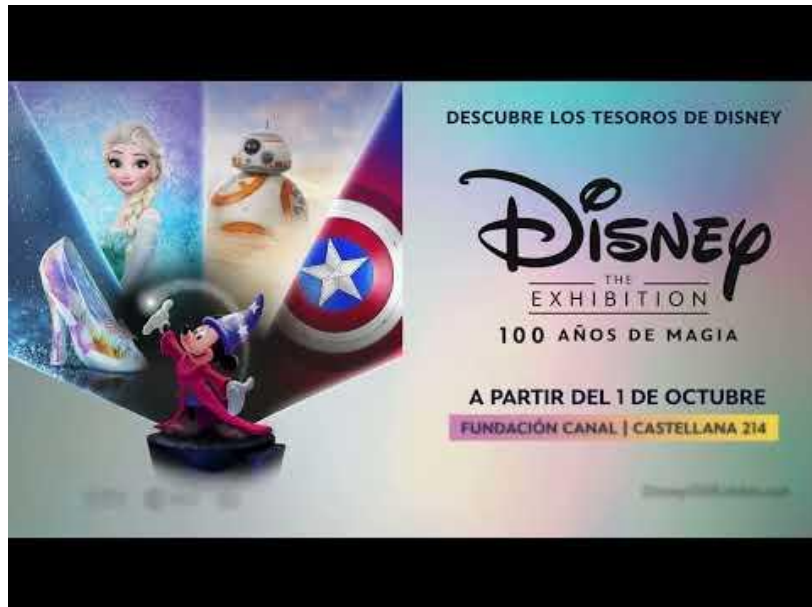 DESCUBRE LOS TESOROS DE DISNEY
DISNEY
THE
EXHIBITION
100 AÑOS DE MAGIA
A PARTIR DEL 1 DE OCTUBRE
FUNDACIÓN CANAL | CASTELLANA 214